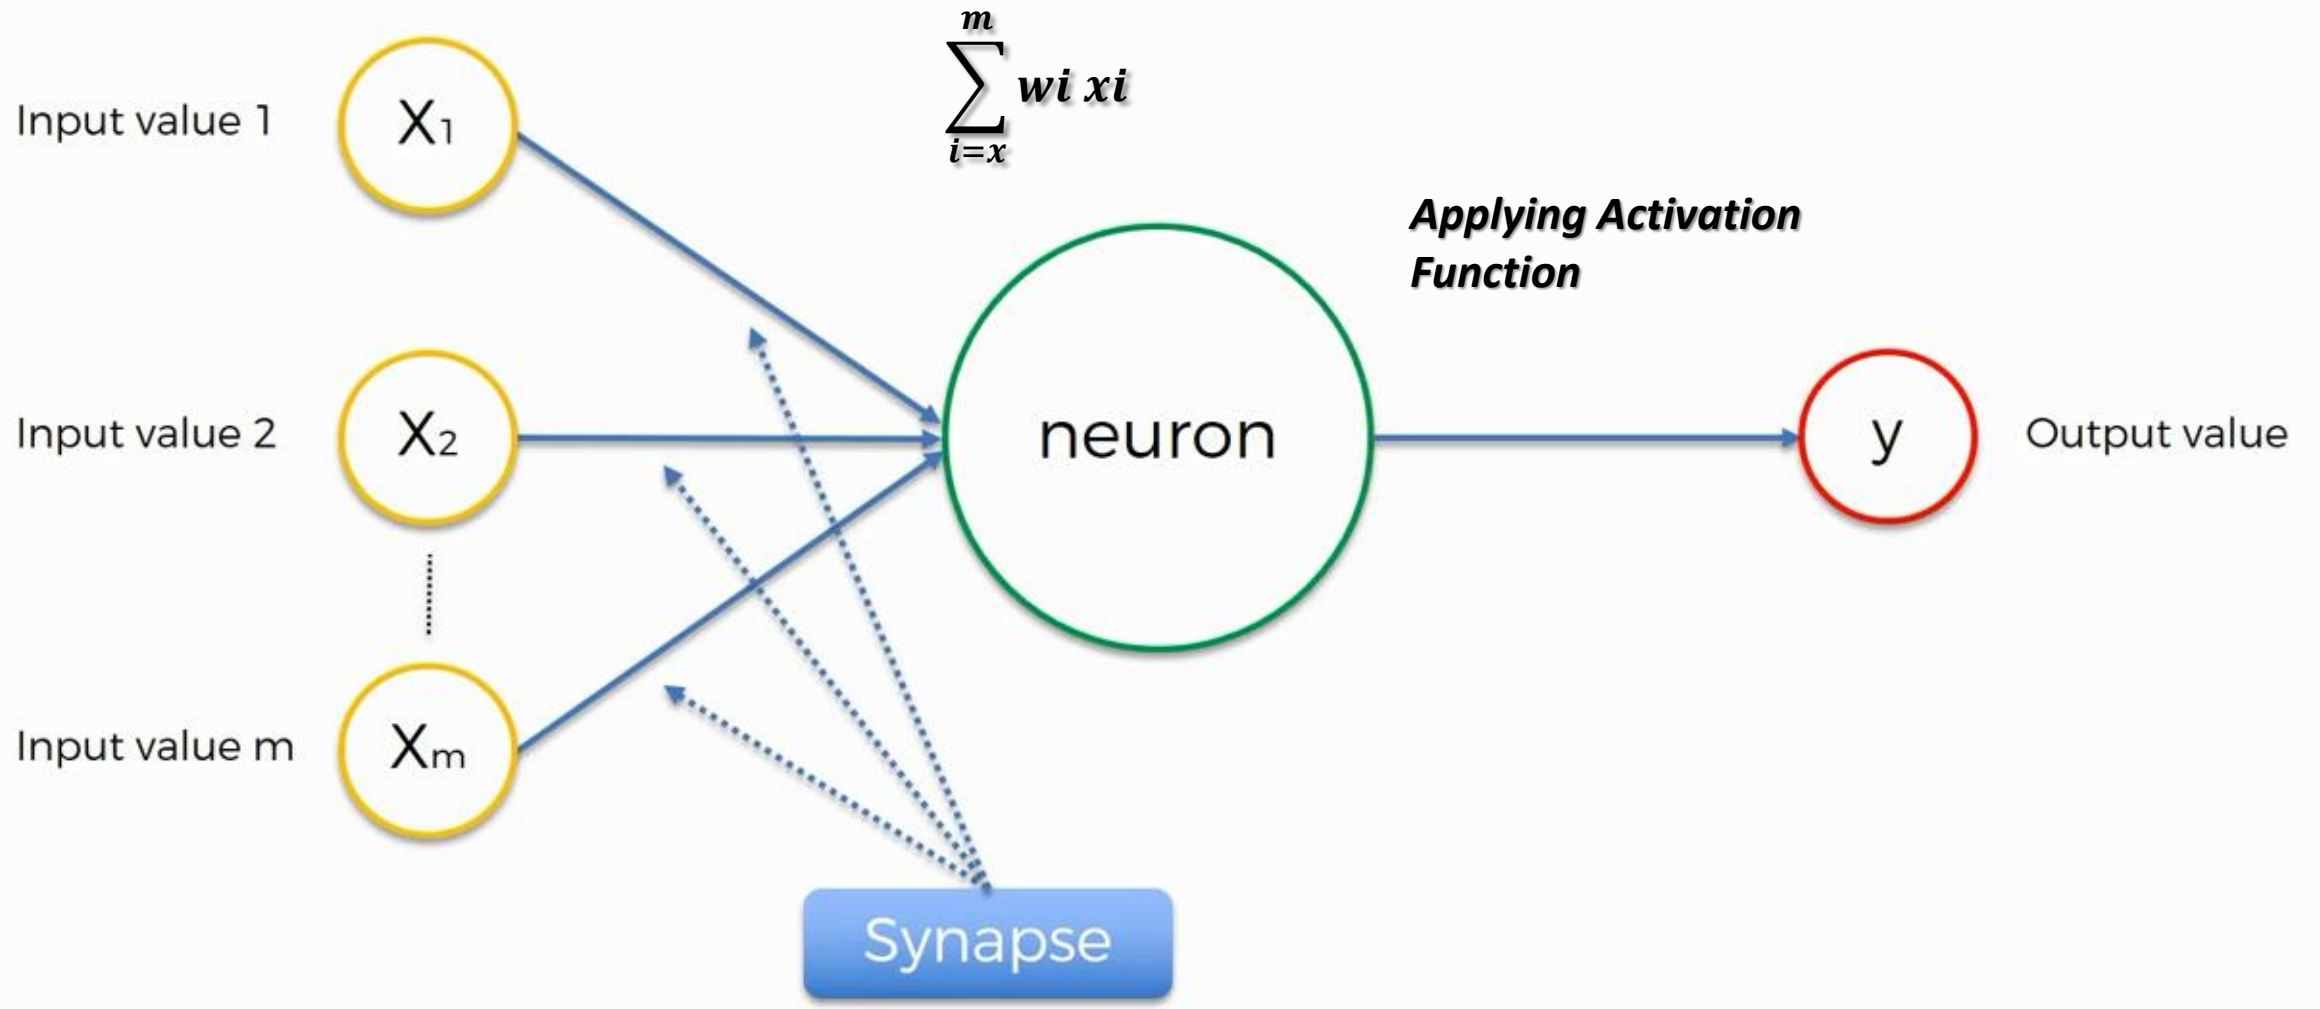 m
∑ wi xi
i=x
Input value 1
X₁
Applying Activation
Function
Input value 2
X₂
neuron
y
Output value
Input value m
Xₘ
Synapse